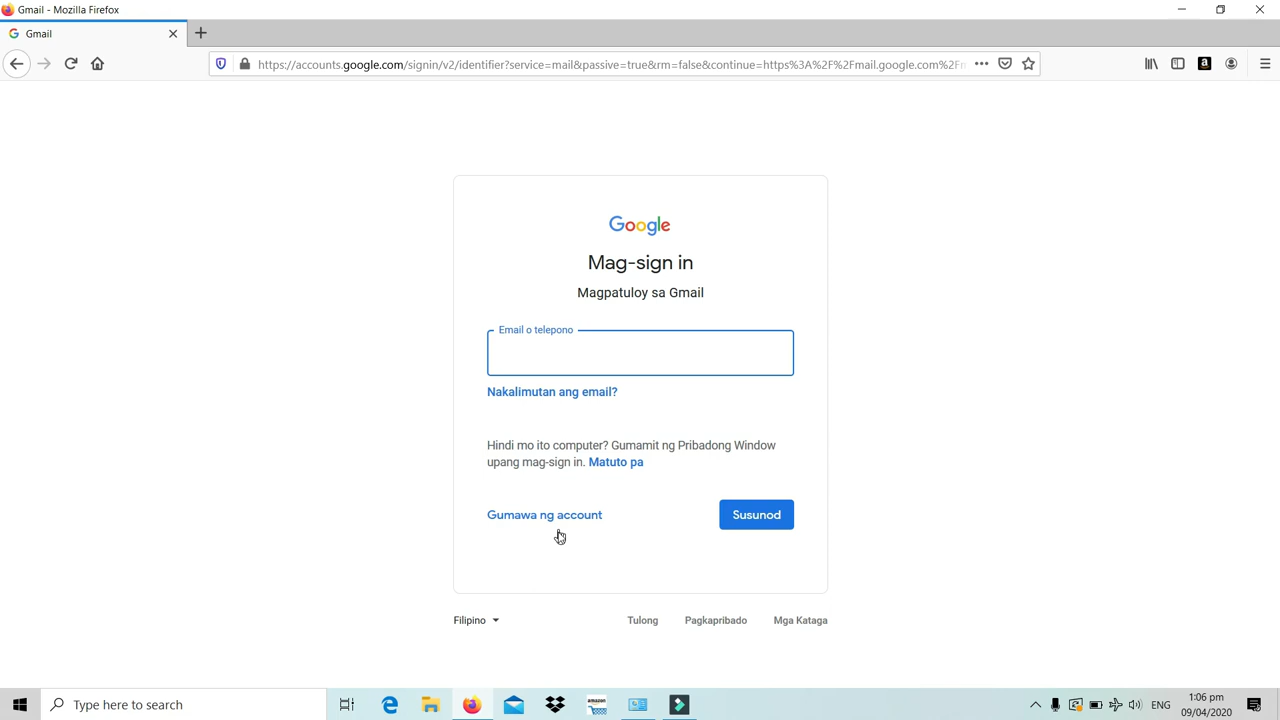 Gmail - Mozilla Firefox
Gmail
https://accounts.google.com/signin/v2/identifier?service=mail&passive=true&rm=false&continue=https%3A%2F%2Fmail.google.com%2F
Google
Mag-sign in
Magpatuloy sa Gmail
Email o telepono
Nakalimutan ang email?
Hindi mo ito computer? Gumamit ng Pribadong Window
upang mag-sign in. Matuto pa
Gumawa ng account
Susunod
Filipino
Tulong
Pagkapribado
Mga Kataga
Type here to search
amazon
ENG
1:06 pm
09/04/2020